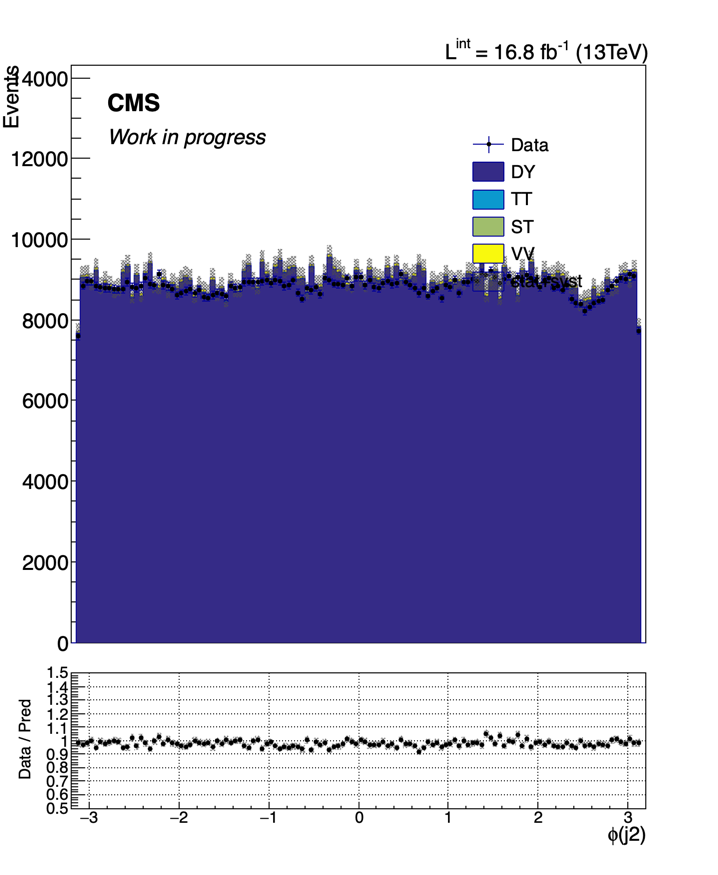 L^int = 16.8 fb^-1 (13TeV)
Events
14000
CMS
Work in progress
Data
12000
DY
TT
10000
ST
VV
stat+syst
8000
6000
4000
2000
0
Data / Pred
1.5
1.4
1.3
1.2
1.1
1
0.9
0.8
0.7
0.6
0.5
−3 −2 −1 0 1 2 3
ϕ(j2)